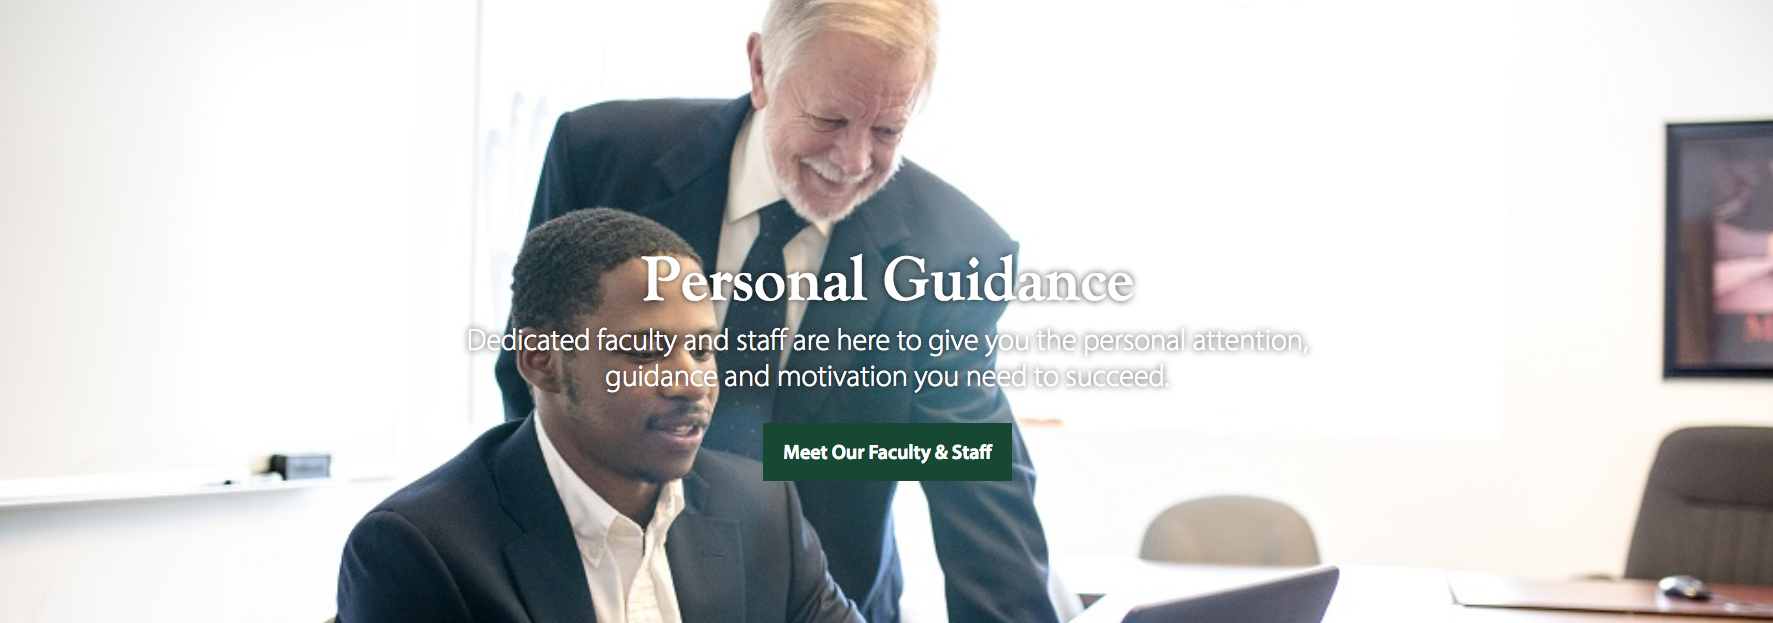 Personal Guidance
Dedicated faculty and staff are here to give you the personal attention,
guidance and motivation you need to succeed.
Meet Our Faculty & Staff